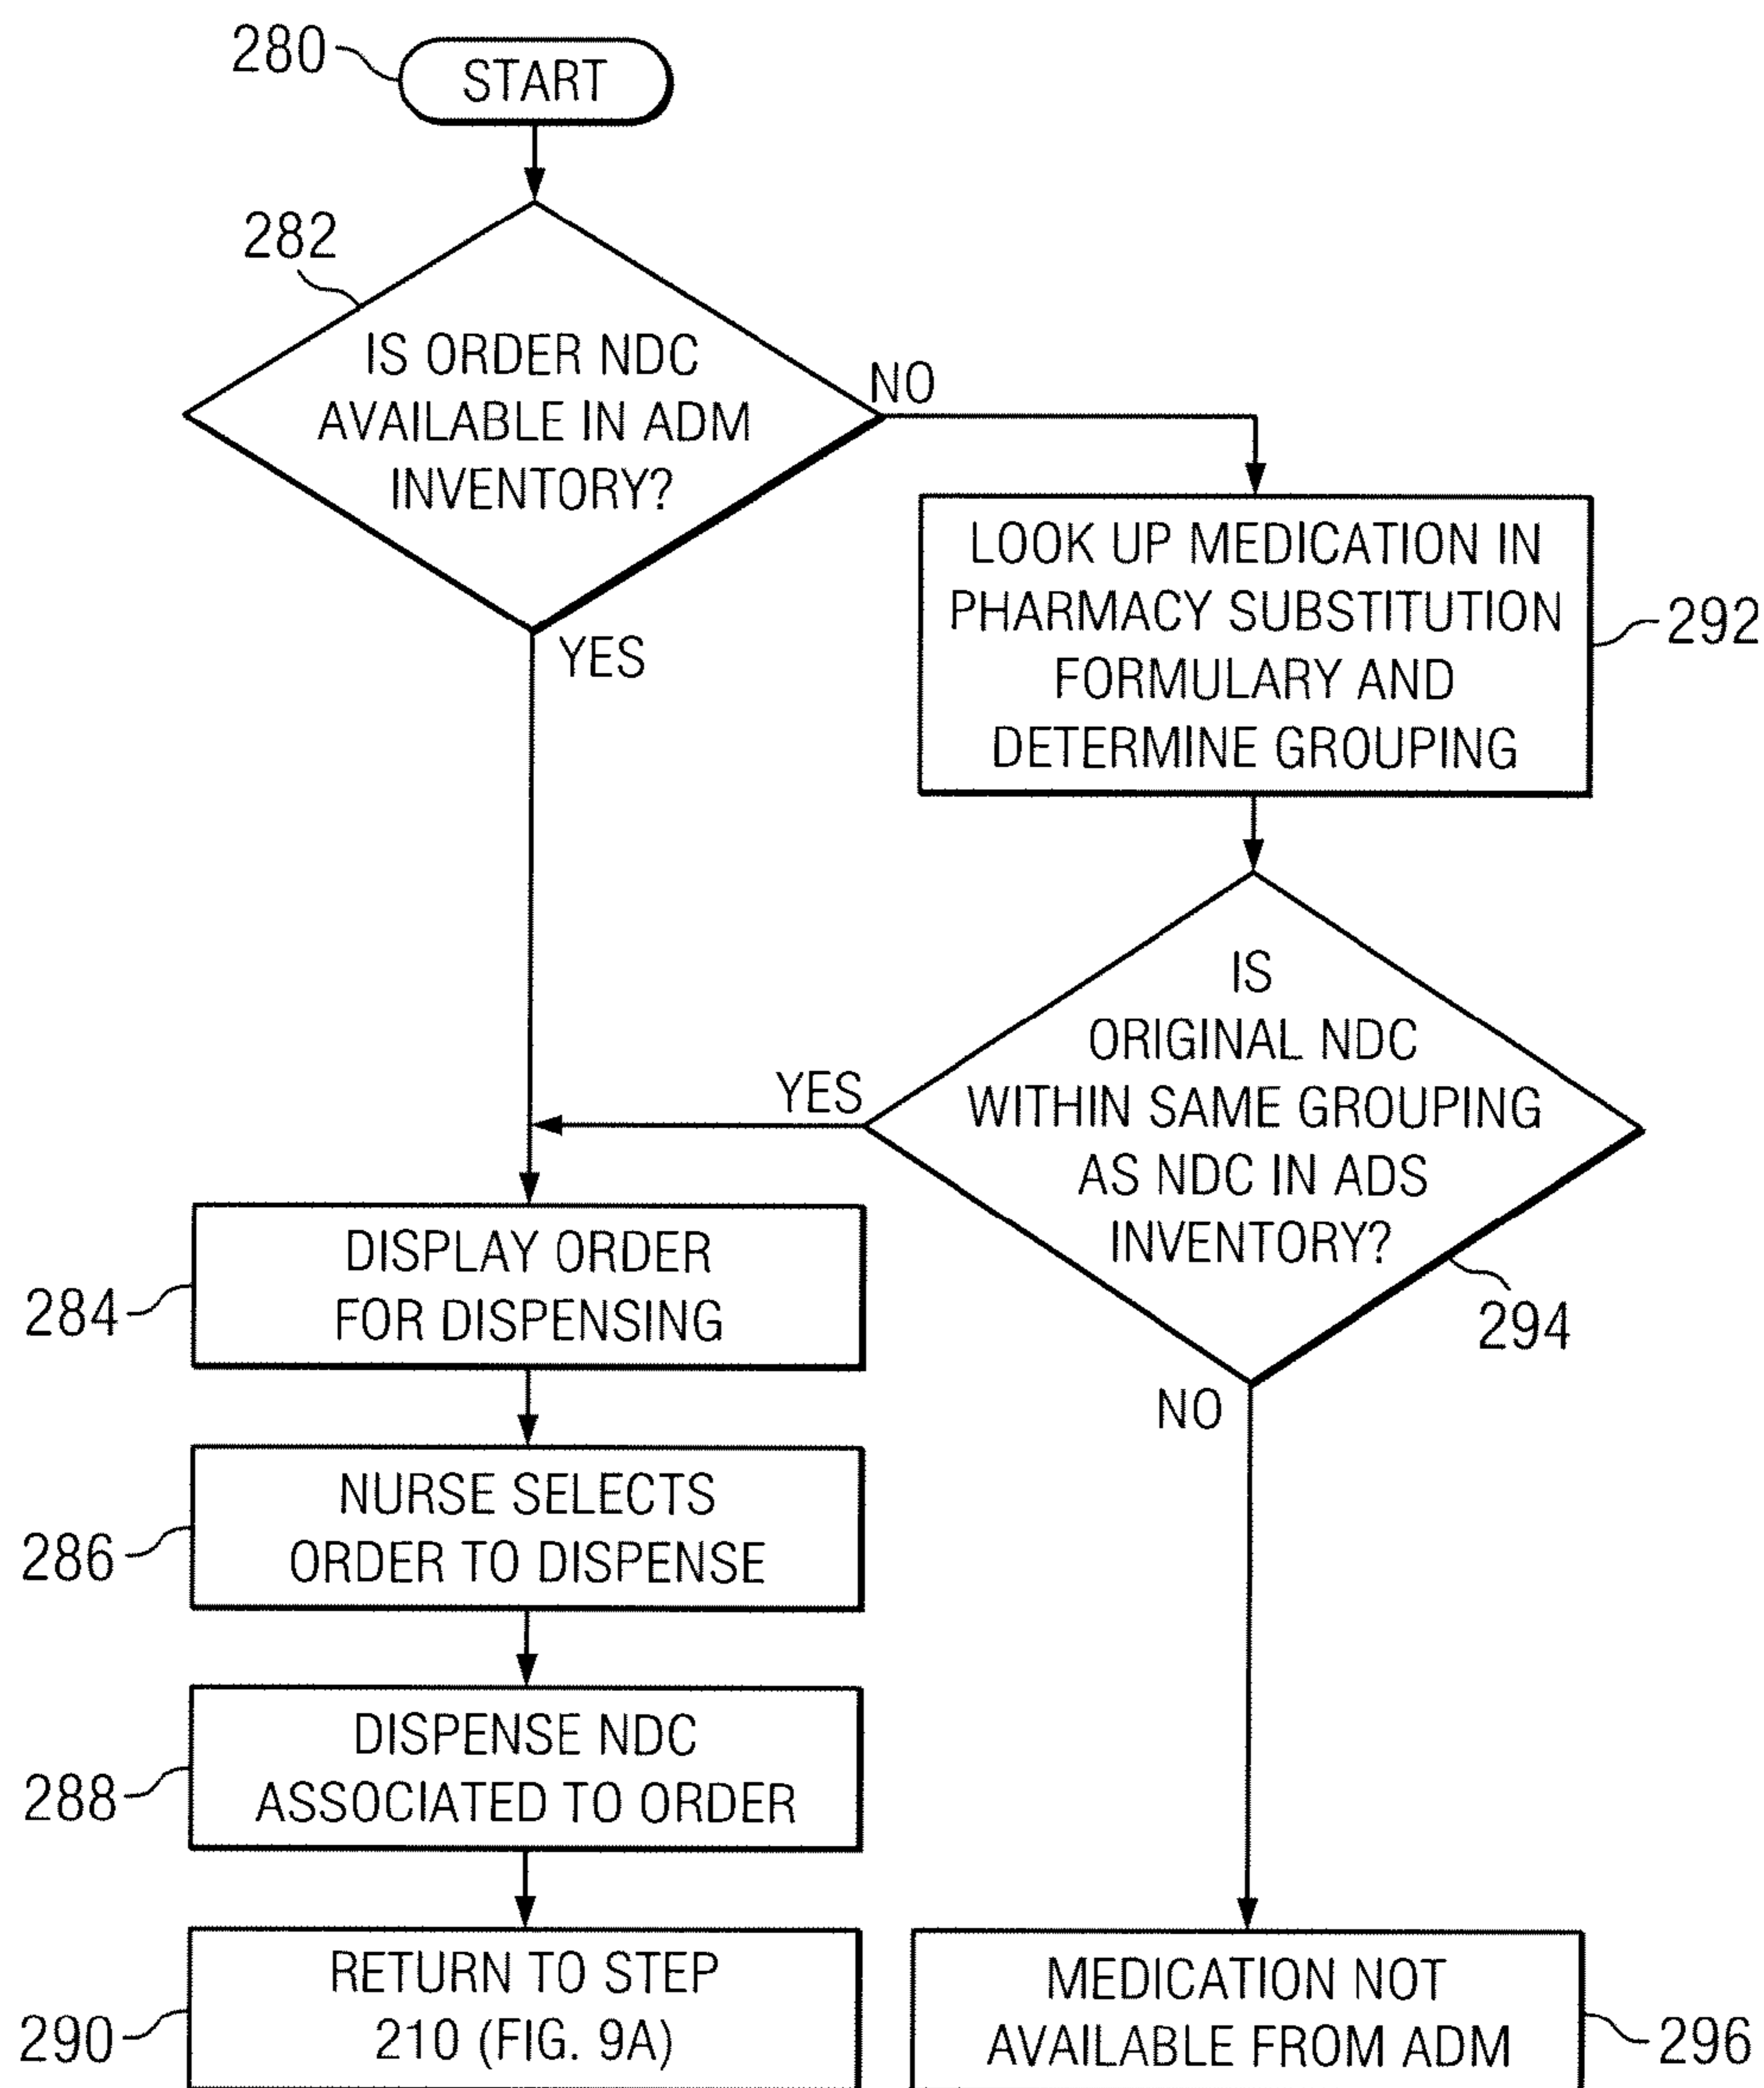 280
START
282
IS ORDER NDC
AVAILABLE IN ADM
INVENTORY?
NO
YES
LOOK UP MEDICATION IN
PHARMACY SUBSTITUTION
FORMULARY AND
DETERMINE GROUPING
292
IS
ORIGINAL NDC
WITHIN SAME GROUPING
AS NDC IN ADS
INVENTORY?
YES
294
NO
DISPLAY ORDER
FOR DISPENSING
284
NURSE SELECTS
ORDER TO DISPENSE
286
DISPENSE NDC
ASSOCIATED TO ORDER
288
RETURN TO STEP
210 (FIG. 9A)
290
MEDICATION NOT
AVAILABLE FROM ADM
296